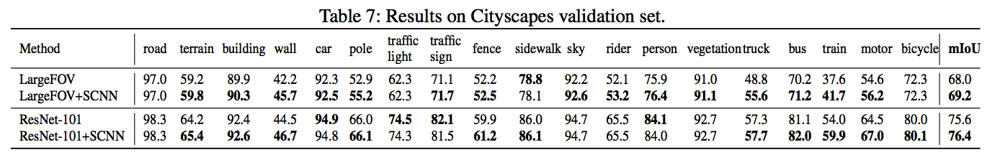 Table 7: Results on Cityscapes validation set.
Method road terrain building wall car pole traffic light traffic sign fence sidewalk sky rider person vegetation truck bus train motor bicycle mIoU
LargeFOV 97.0 59.2 89.9 42.2 92.3 52.9 62.3 71.1 52.2 78.8 92.2 52.1 75.9 91.0 48.8 70.2 37.6 54.6 72.3 68.0
LargeFOV+SCNN 97.0 59.8 90.3 45.7 92.5 55.2 62.3 71.7 52.5 78.1 92.6 53.2 76.4 91.1 55.6 71.2 41.7 56.2 72.3 69.2
ResNet-101 98.3 64.2 92.4 44.5 94.9 66.0 74.5 82.1 59.9 86.0 94.7 65.5 84.1 92.7 57.3 81.1 54.0 64.5 80.0 75.6
ResNet-101+SCNN 98.3 65.4 92.6 46.7 94.8 66.1 74.3 81.5 61.2 86.1 94.7 65.5 84.0 92.7 57.7 82.0 59.9 67.0 80.1 76.4